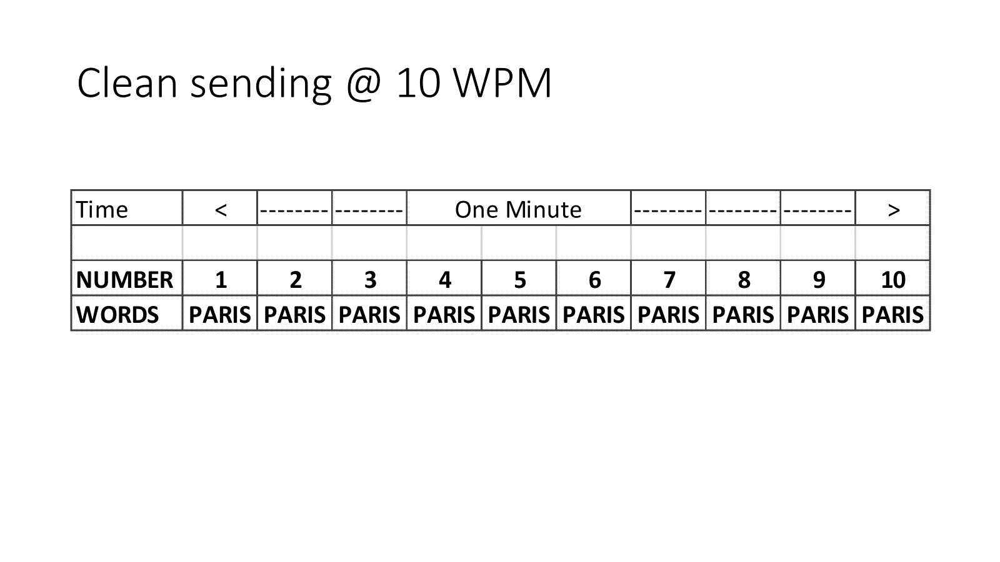 Clean sending @ 10 WPM
Time < -------- -------- One Minute -------- -------- -------- >
NUMBER 1 2 3 4 5 6 7 8 9 10
WORDS PARIS PARIS PARIS PARIS PARIS PARIS PARIS PARIS PARIS PARIS